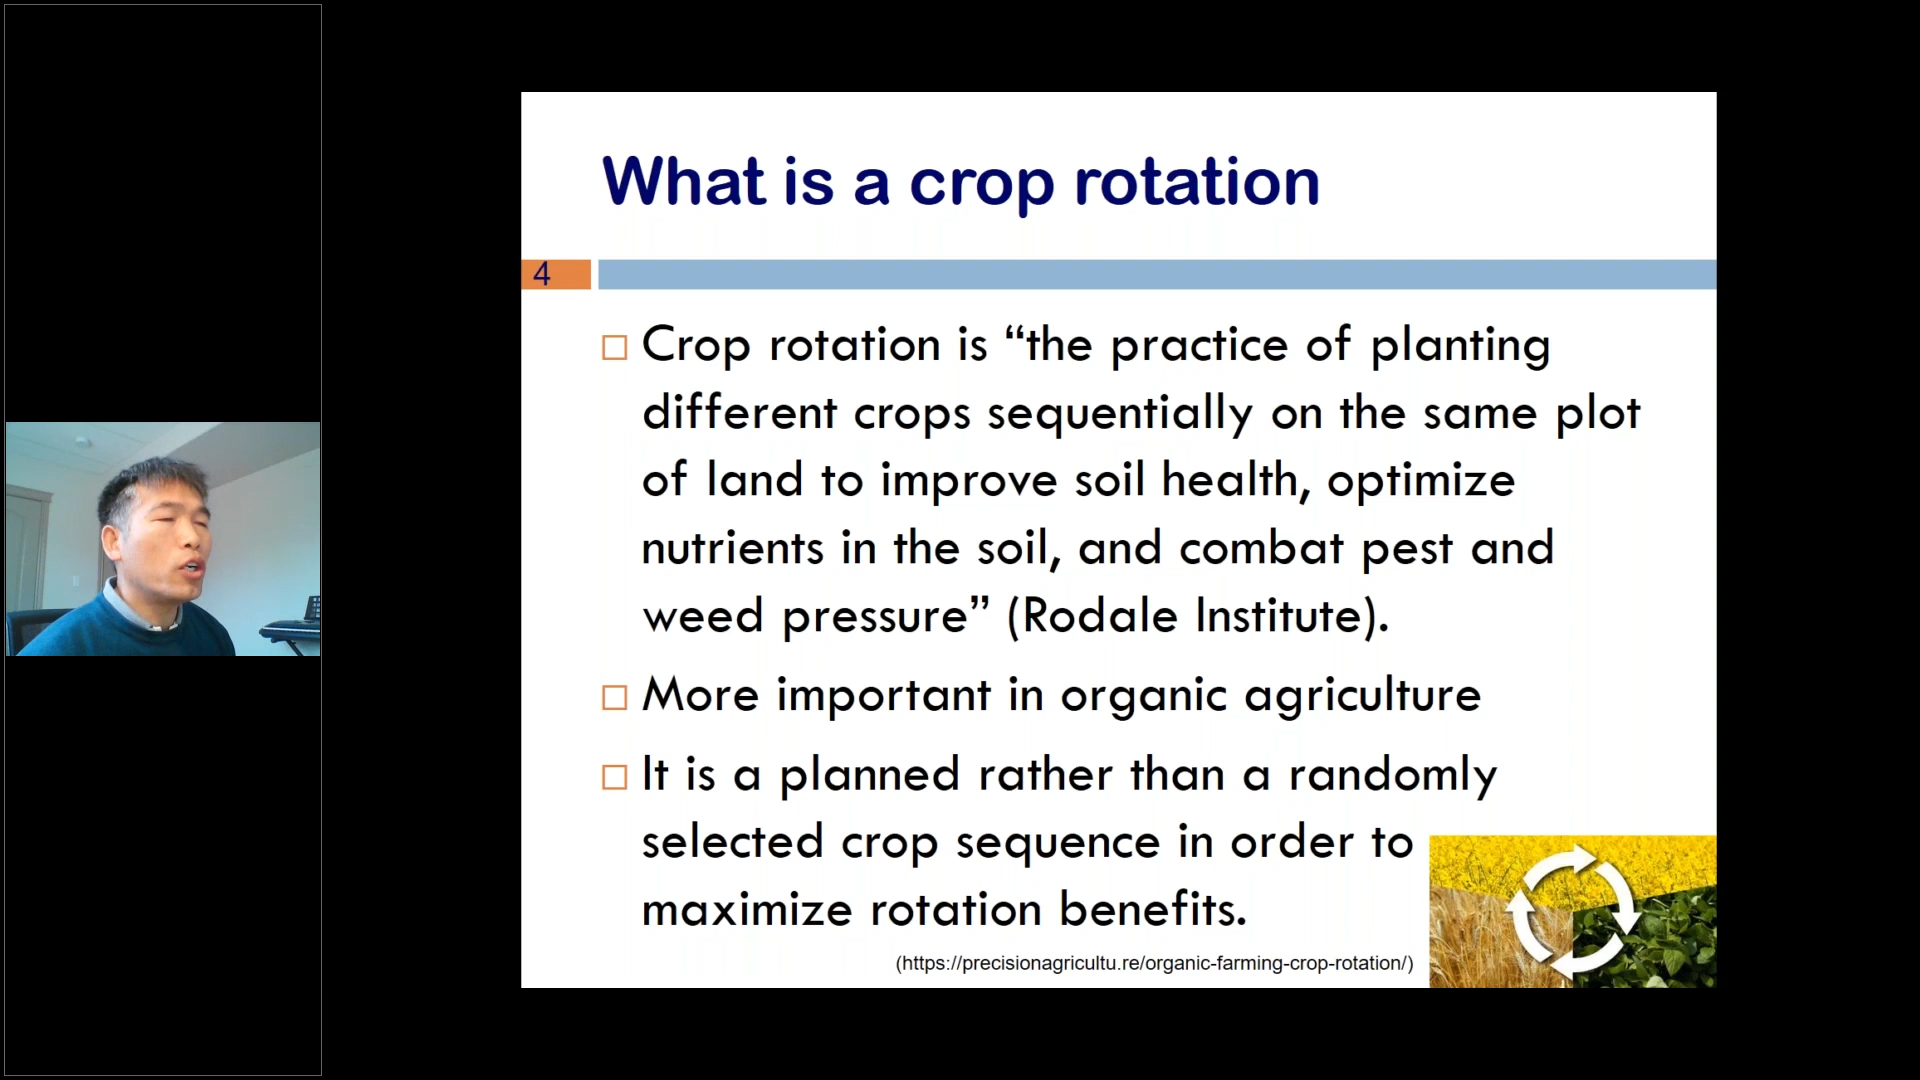 What is a crop rotation
4
Crop rotation is “the practice of planting
different crops sequentially on the same plot
of land to improve soil health, optimize
nutrients in the soil, and combat pest and
weed pressure” (Rodale Institute).
More important in organic agriculture
It is a planned rather than a randomly
selected crop sequence in order to
maximize rotation benefits.
(https://precisionagricultu.re/organic-farming-crop-rotation/)